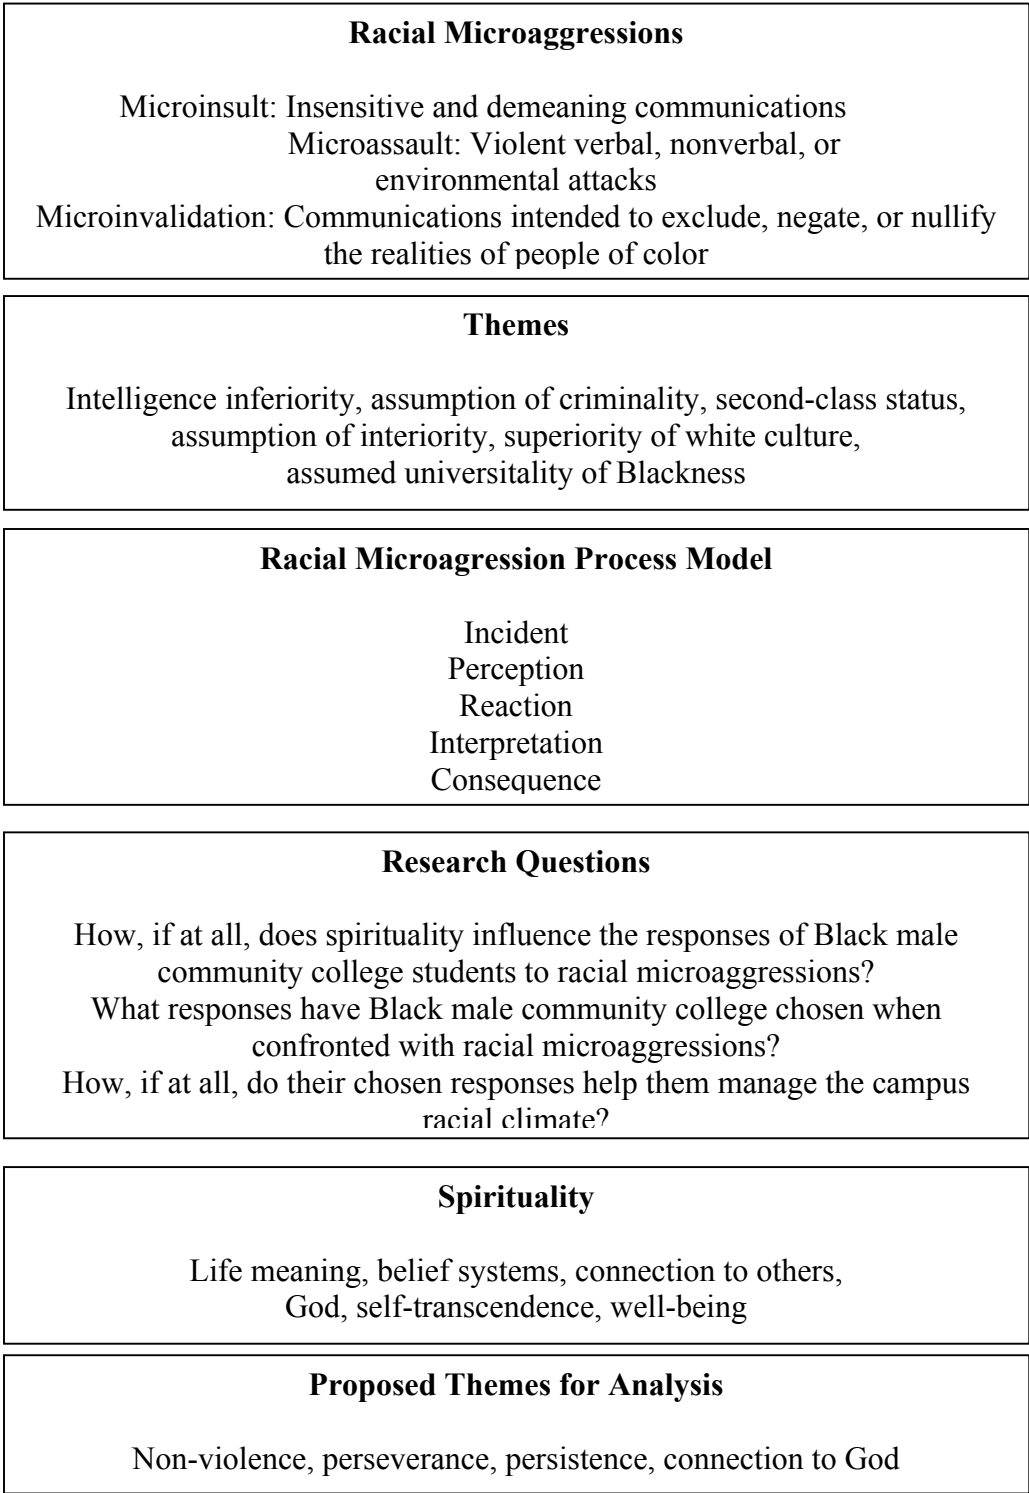 Racial Microaggressions
Microinsult: Insensitive and demeaning communications
Microassault: Violent verbal, nonverbal, or
environmental attacks
Microinvalidation: Communications intended to exclude, negate, or nullify
the realities of people of color
Themes
Intelligence inferiority, assumption of criminality, second-class status,
assumption of interiority, superiority of white culture,
assumed universitality of Blackness
Racial Microagression Process Model
Incident
Perception
Reaction
Interpretation
Consequence
Research Questions
How, if at all, does spirituality influence the responses of Black male
community college students to racial microaggressions?
What responses have Black male community college chosen when
confronted with racial microaggressions?
How, if at all, do their chosen responses help them manage the campus
racial climate?
Spirituality
Life meaning, belief systems, connection to others,
God, self-transcendence, well-being
Proposed Themes for Analysis
Non-violence, perseverance, persistence, connection to God